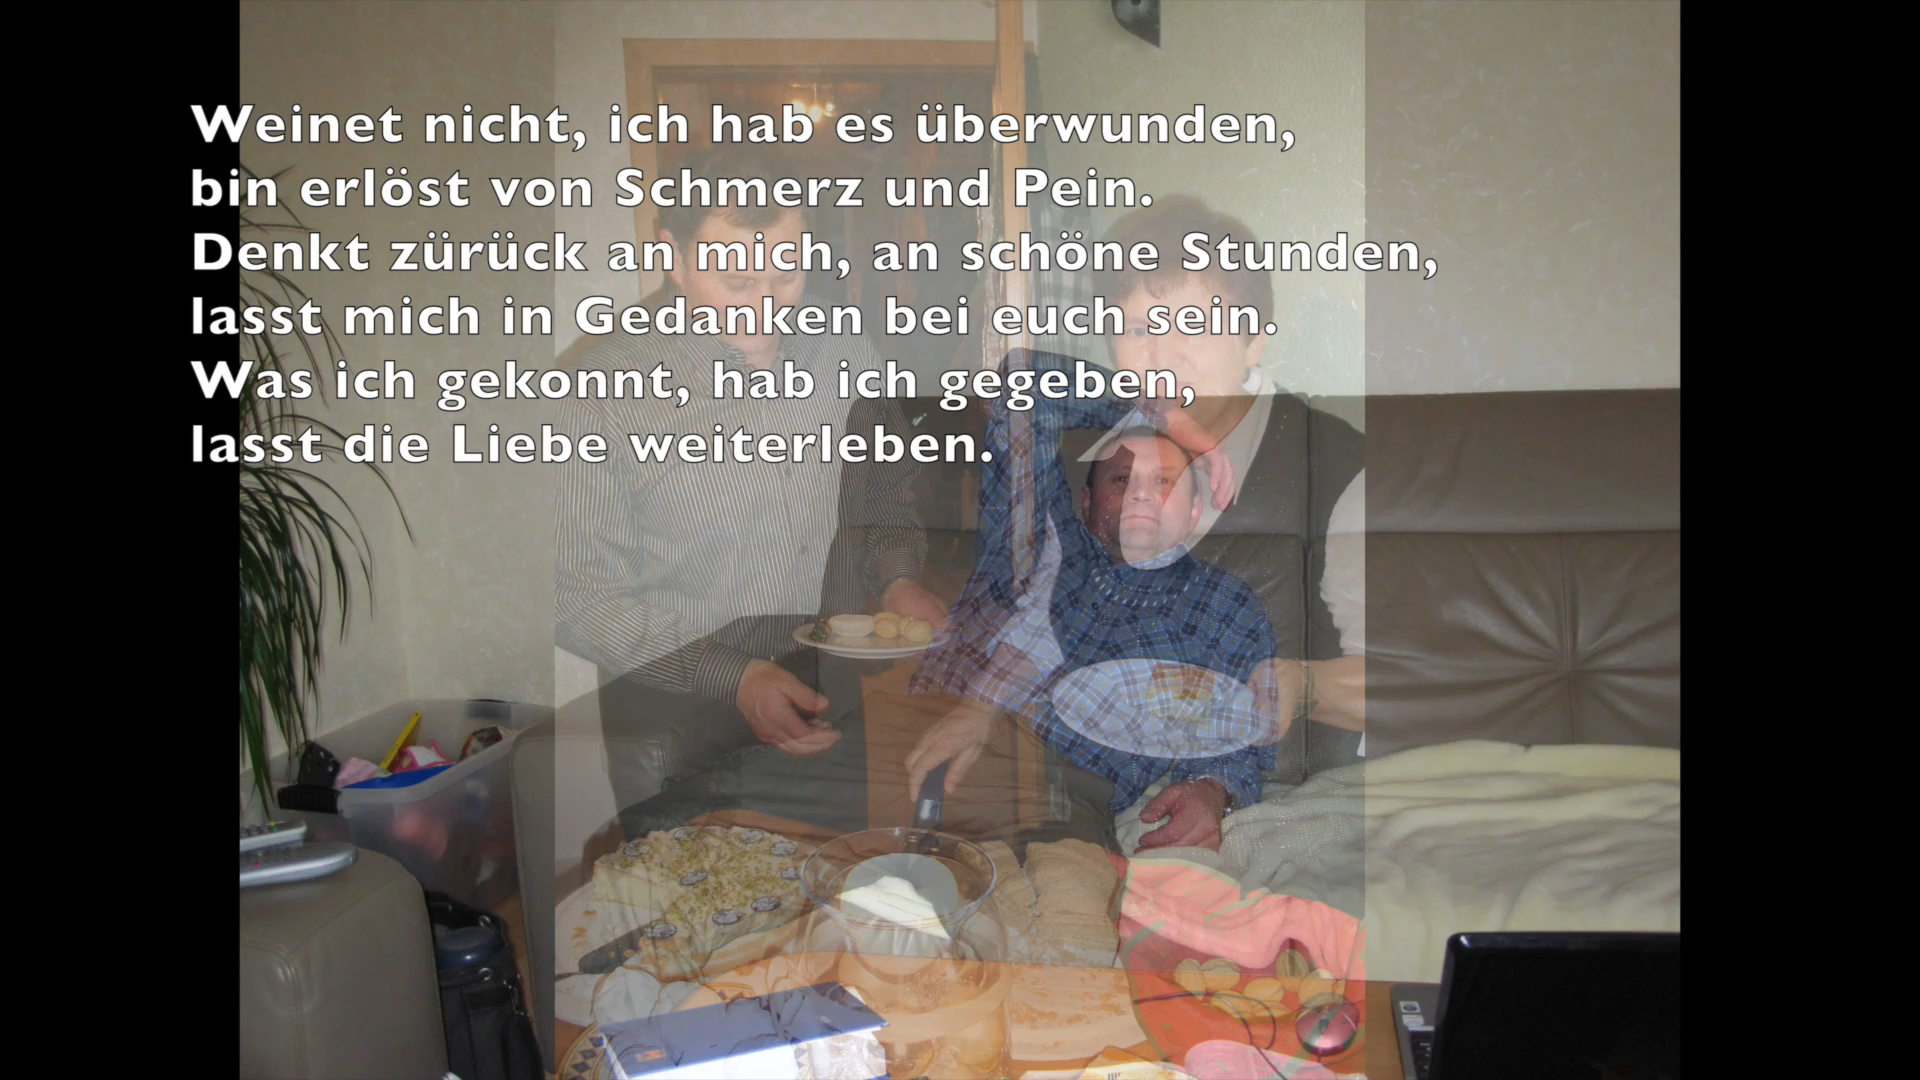 Weinet nicht, ich hab es überwunden,
bin erlöst von Schmerz und Pein.
Denkt zürück an mich, an schöne Stunden,
lasst mich in Gedanken bei euch sein.
Was ich gekonnt, hab ich gegeben,
lasst die Liebe weiterleben.